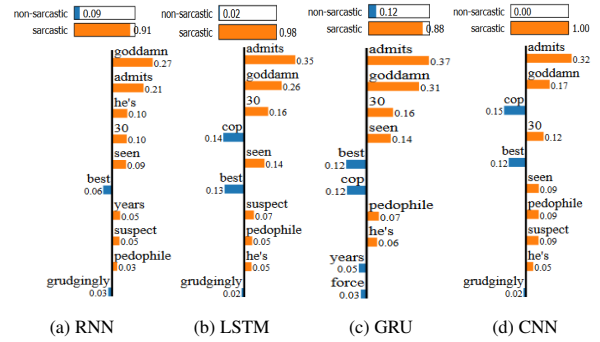 non-sarcastic 0.09
sarcastic 0.91
goddamn
0.27
admits
0.21
he's
0.10
30
0.10
seen
0.09
best
0.06
years
0.05
suspect
0.05
pedophile
0.03
grudgingly
0.03
(a) RNN
non-sarcastic 0.02
sarcastic 0.98
admits
0.35
goddamn
0.26
30
0.16
cop
0.14
seen
0.14
best
0.13
suspect
0.07
pedophile
0.05
he's
0.05
grudgingly
0.02
(b) LSTM
non-sarcastic 0.12
sarcastic 0.88
admits
0.37
goddamn
0.31
30
0.16
seen
0.14
best
0.12
cop
0.12
pedophile
0.07
he's
0.06
years
0.05
force
0.03
(c) GRU
non-sarcastic 0.00
sarcastic 1.00
admits
0.32
goddamn
0.17
cop
0.15
30
0.12
best
0.12
seen
0.09
pedophile
0.09
suspect
0.09
he's
0.05
grudgingly
0.02
(d) CNN